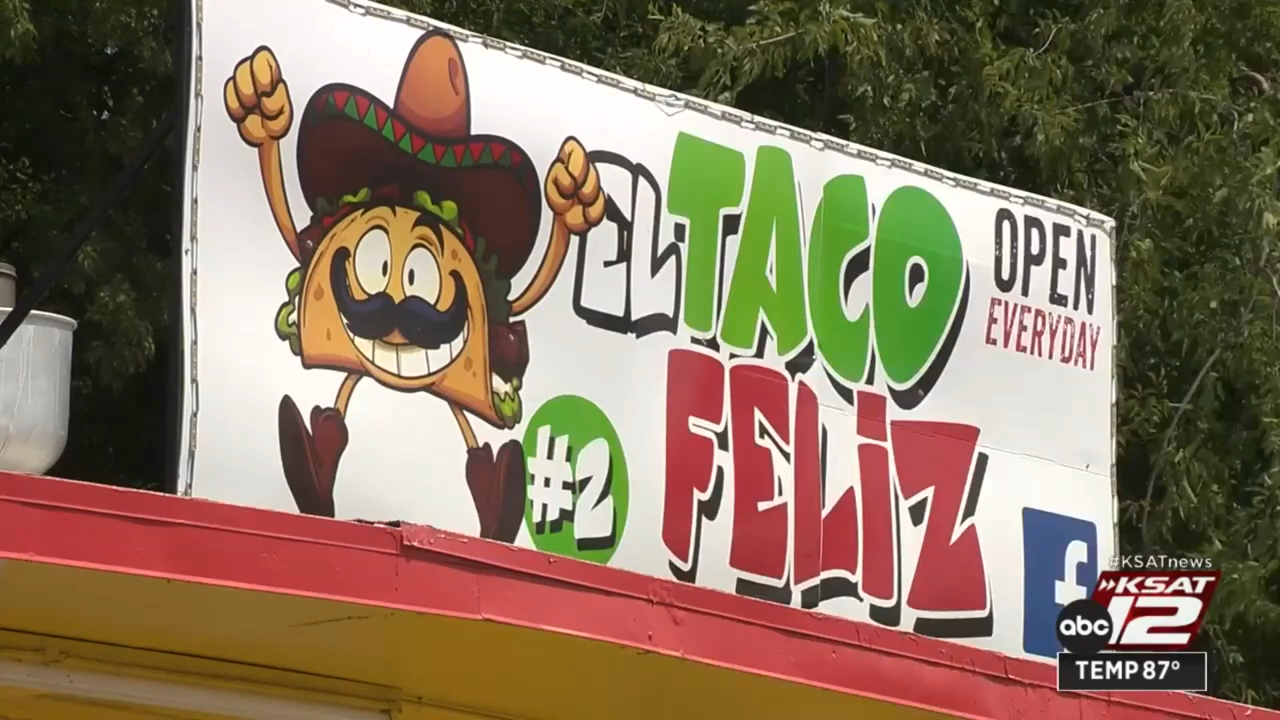 EL TACO
FELiZ
#2
OPEN
EVERYDAY
f
#KSATnews
»KSAT
abc 12
TEMP 87°